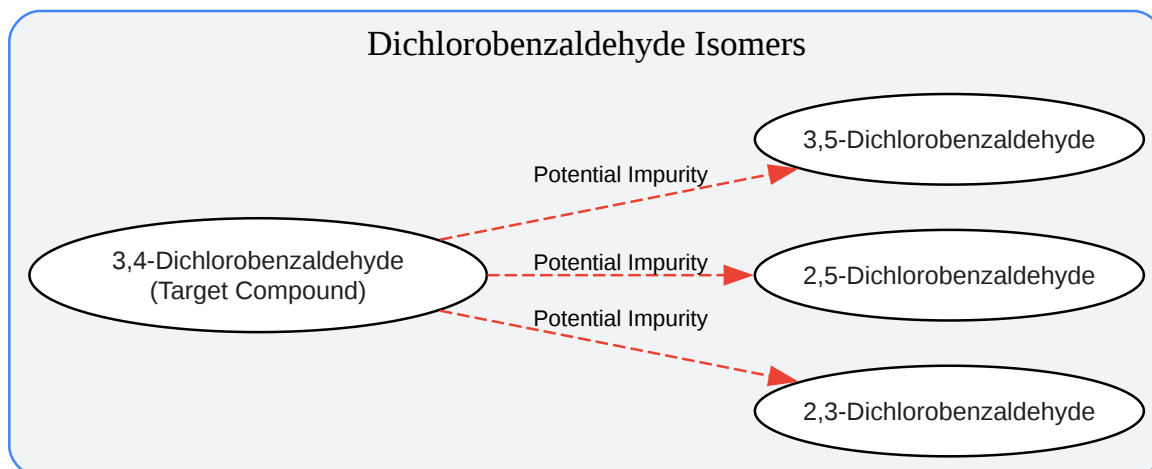 Dichlorobenzaldehyde Isomers
3,5-Dichlorobenzaldehyde
Potential Impurity
3,4-Dichlorobenzaldehyde
(Target Compound)
Potential Impurity
2,5-Dichlorobenzaldehyde
Potential Impurity
2,3-Dichlorobenzaldehyde